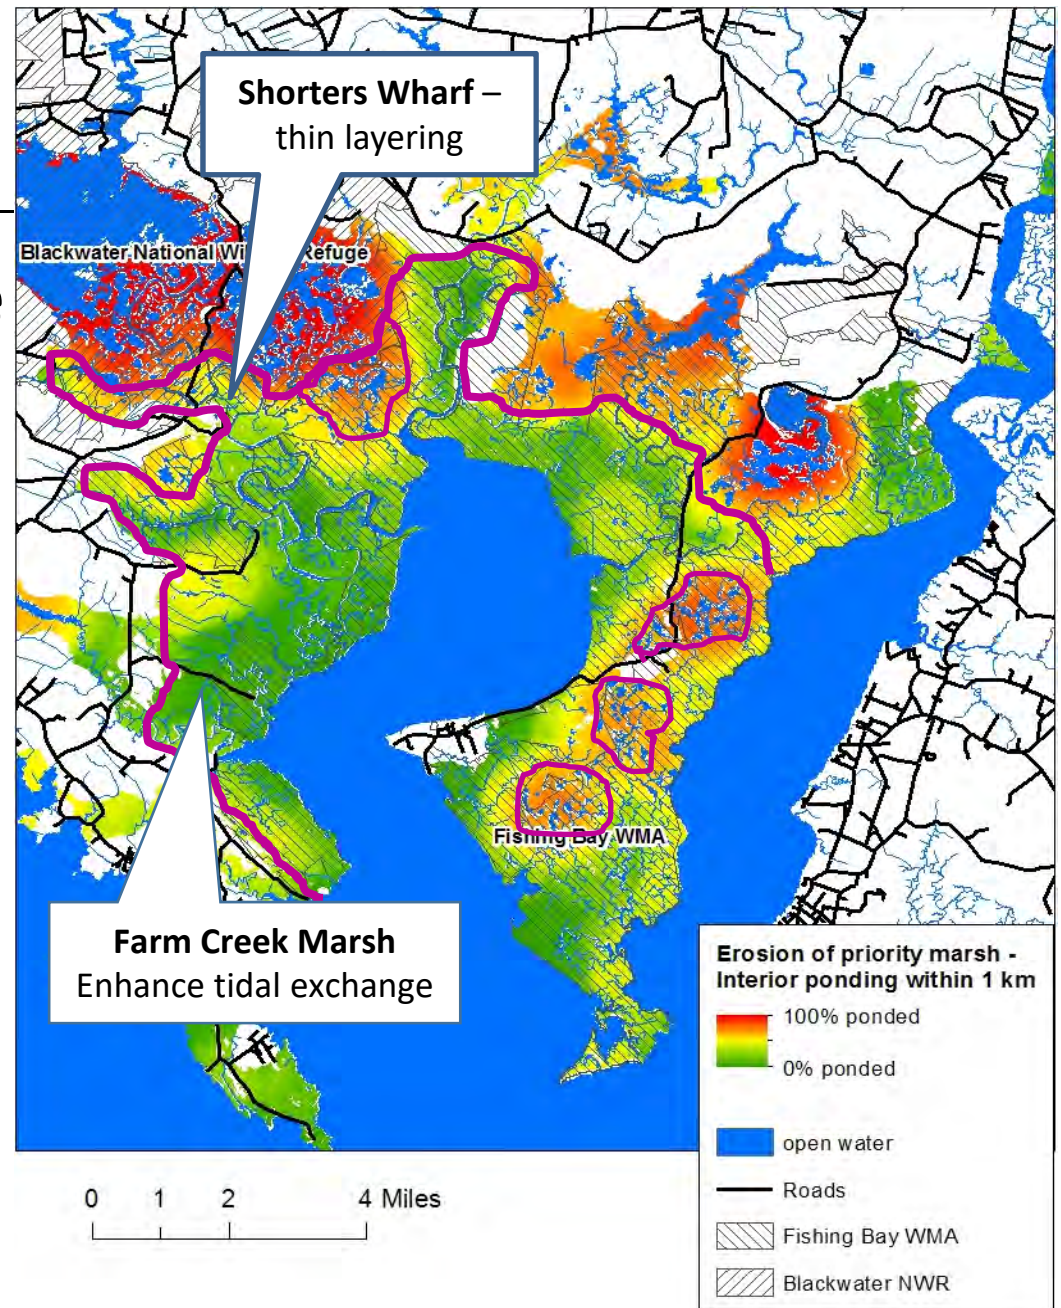 Shorters Wharf –
thin layering
Blackwater National Wi Refuge
e
Fishing Bay WMA
Farm Creek Marsh
Enhance tidal exchange
Erosion of priority marsh -
Interior ponding within 1 km
100% ponded
0% ponded
open water
Roads
Fishing Bay WMA
Blackwater NWR
0 1 2 4 Miles